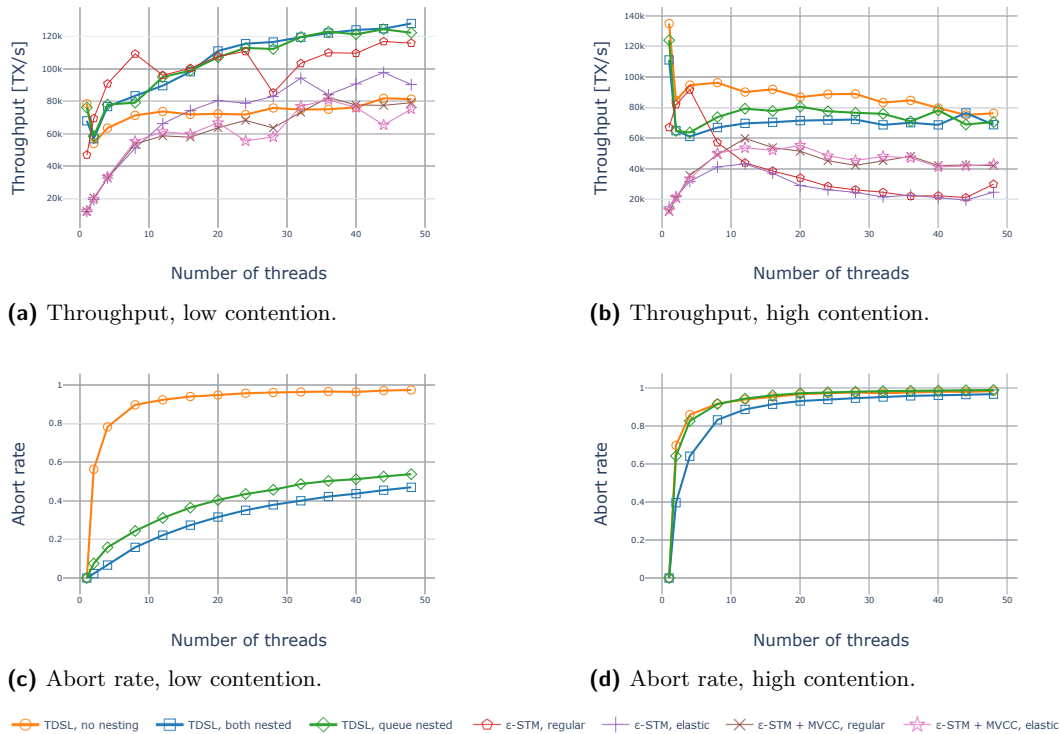 140k
120k
120k
100k
100k
80k
80k
60k
60k
40k
40k
20k
20k
Throughput [TX/s]
Throughput [TX/s]
0 10 20 30 40 50
0 10 20 30 40 50
Number of threads
Number of threads
(a) Throughput, low contention.
(b) Throughput, high contention.
1
0.8
0.6
0.4
0.2
0
Abort rate
1
0.8
0.6
0.4
0.2
0
Abort rate
0 10 20 30 40 50
0 10 20 30 40 50
Number of threads
Number of threads
(c) Abort rate, low contention.
(d) Abort rate, high contention.
TDSL, no nesting TDSL, both nested TDSL, queue nested ε-STM, regular ε-STM, elastic ε-STM + MVCC, regular ε-STM + MVCC, elastic